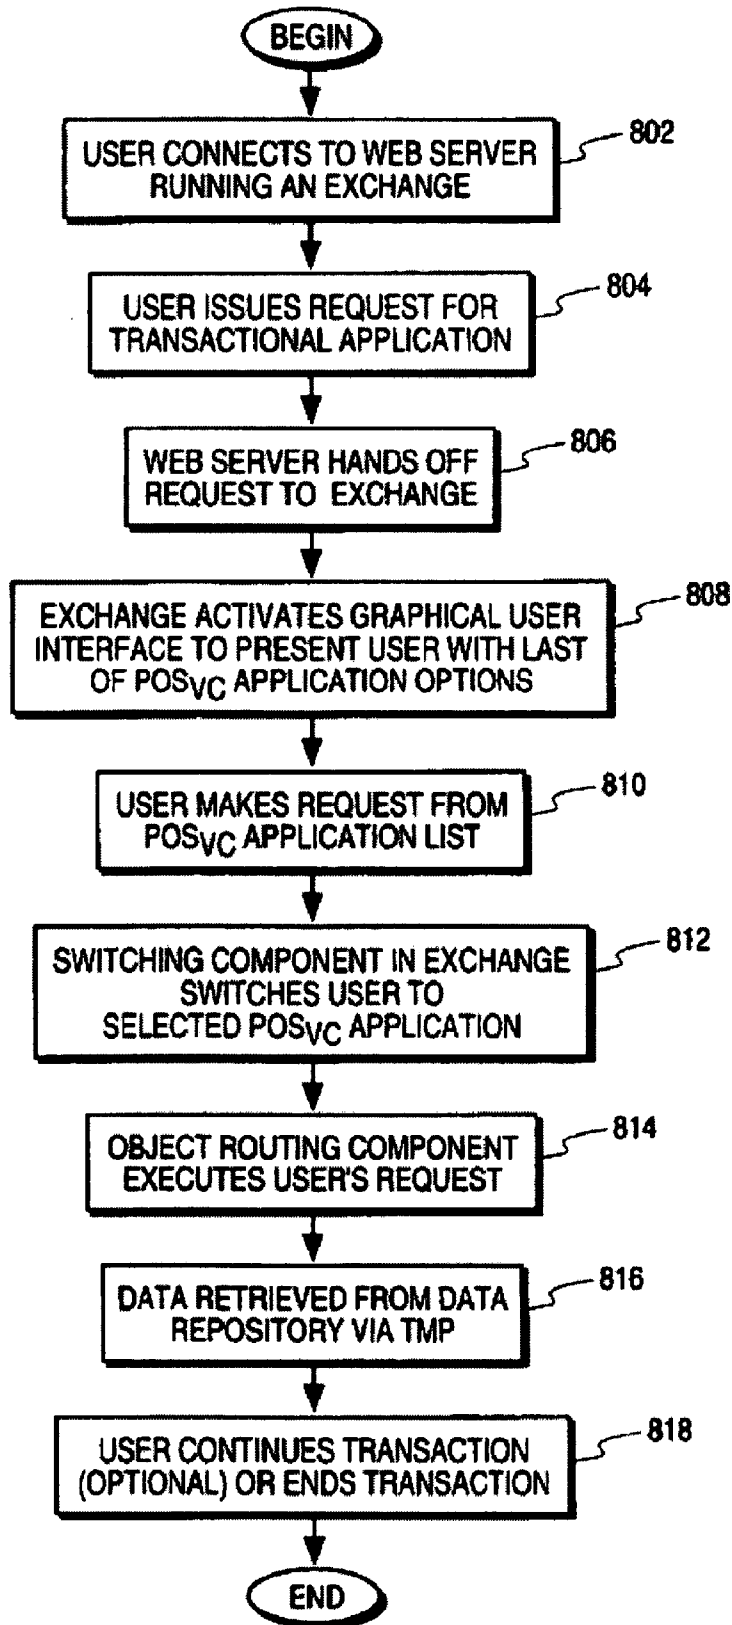 BEGIN
802
USER CONNECTS TO WEB SERVER
RUNNING AN EXCHANGE
804
USER ISSUES REQUEST FOR
TRANSACTIONAL APPLICATION
806
WEB SERVER HANDS OFF
REQUEST TO EXCHANGE
808
EXCHANGE ACTIVATES GRAPHICAL USER
INTERFACE TO PRESENT USER WITH LAST
OF POSVC APPLICATION OPTIONS
810
USER MAKES REQUEST FROM
POSVC APPLICATION LIST
812
SWITCHING COMPONENT IN EXCHANGE
SWITCHES USER TO
SELECTED POSVC APPLICATION
814
OBJECT ROUTING COMPONENT
EXECUTES USER'S REQUEST
816
DATA RETRIEVED FROM DATA
REPOSITORY VIA TMP
818
USER CONTINUES TRANSACTION
(OPTIONAL) OR ENDS TRANSACTION
END